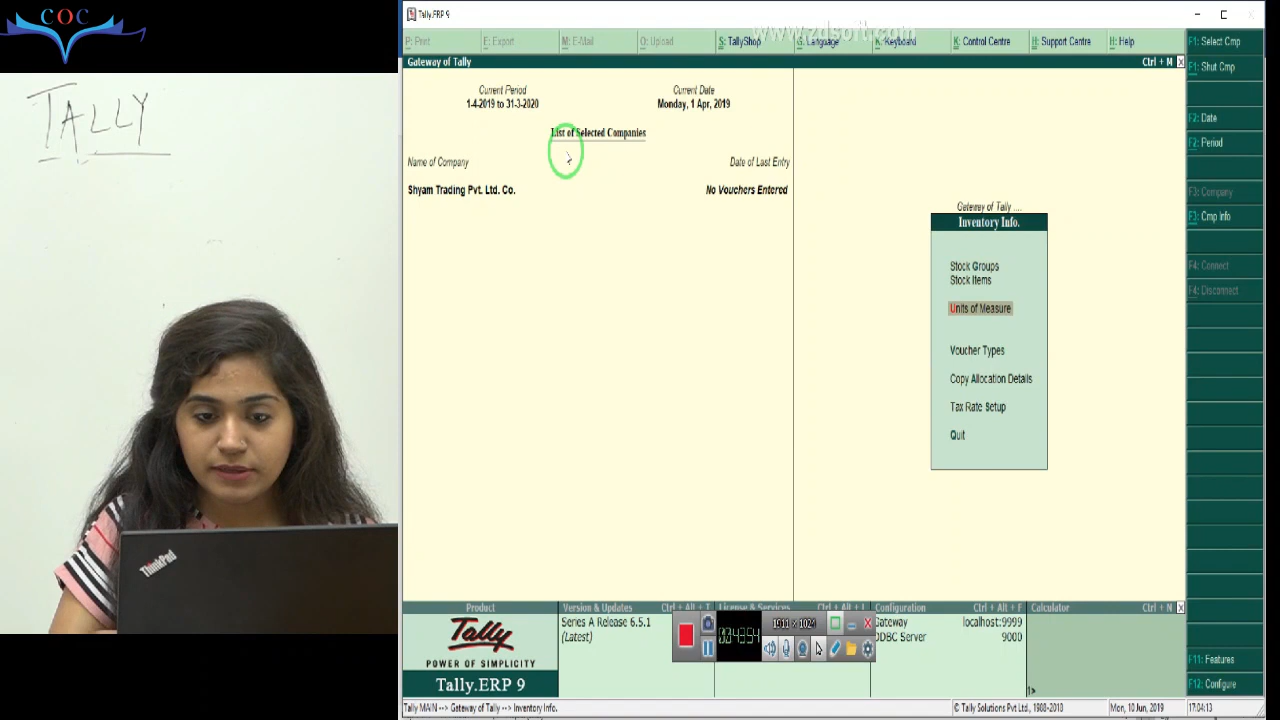 COC
TALLY
ThinkPad
Tally.ERP 9
www.zdsoft.com
P: Print
E: Export
M: E-Mail
O: Upload
S: TallyShop
G: Language
K: Keyboard
K: Control Centre
H: Support Centre
H: Help
F1: Select Cmp
Gateway of Tally
Ctrl + M
F1: Shut Cmp
Current Period
Current Date
1-4-2019 to 31-3-2020
Monday, 1 Apr, 2019
F2: Date
List of Selected Companies
F2: Period
Name of Company
Date of Last Entry
Shyam Trading Pvt. Ltd. Co.
No Vouchers Entered
F3: Company
Gateway of Tally ....
F3: Cmp Info
Inventory Info.
Stock Groups
F4: Connect
Stock Items
F4: Disconnect
Units of Measure
Voucher Types
Copy Allocation Details
Tax Rate Setup
Quit
Product
Version & Updates
Ctrl + Alt + T
License & Services
Ctrl + Alt + L
Configuration
Ctrl + Alt + F
Calculator
Ctrl + N
Tally
POWER OF SIMPLICITY
Tally.ERP 9
Series A Release 6.5.1
(Latest)
1911 x 1024
Gateway
localhost:9999
ODBC Server
9000
1>
F11: Features
F12: Configure
Tally MAIN --> Gateway of Tally --> Inventory Info.
© Tally Solutions Pvt Ltd., 1988-2018
Mon, 10 Jun, 2019
17:04:13